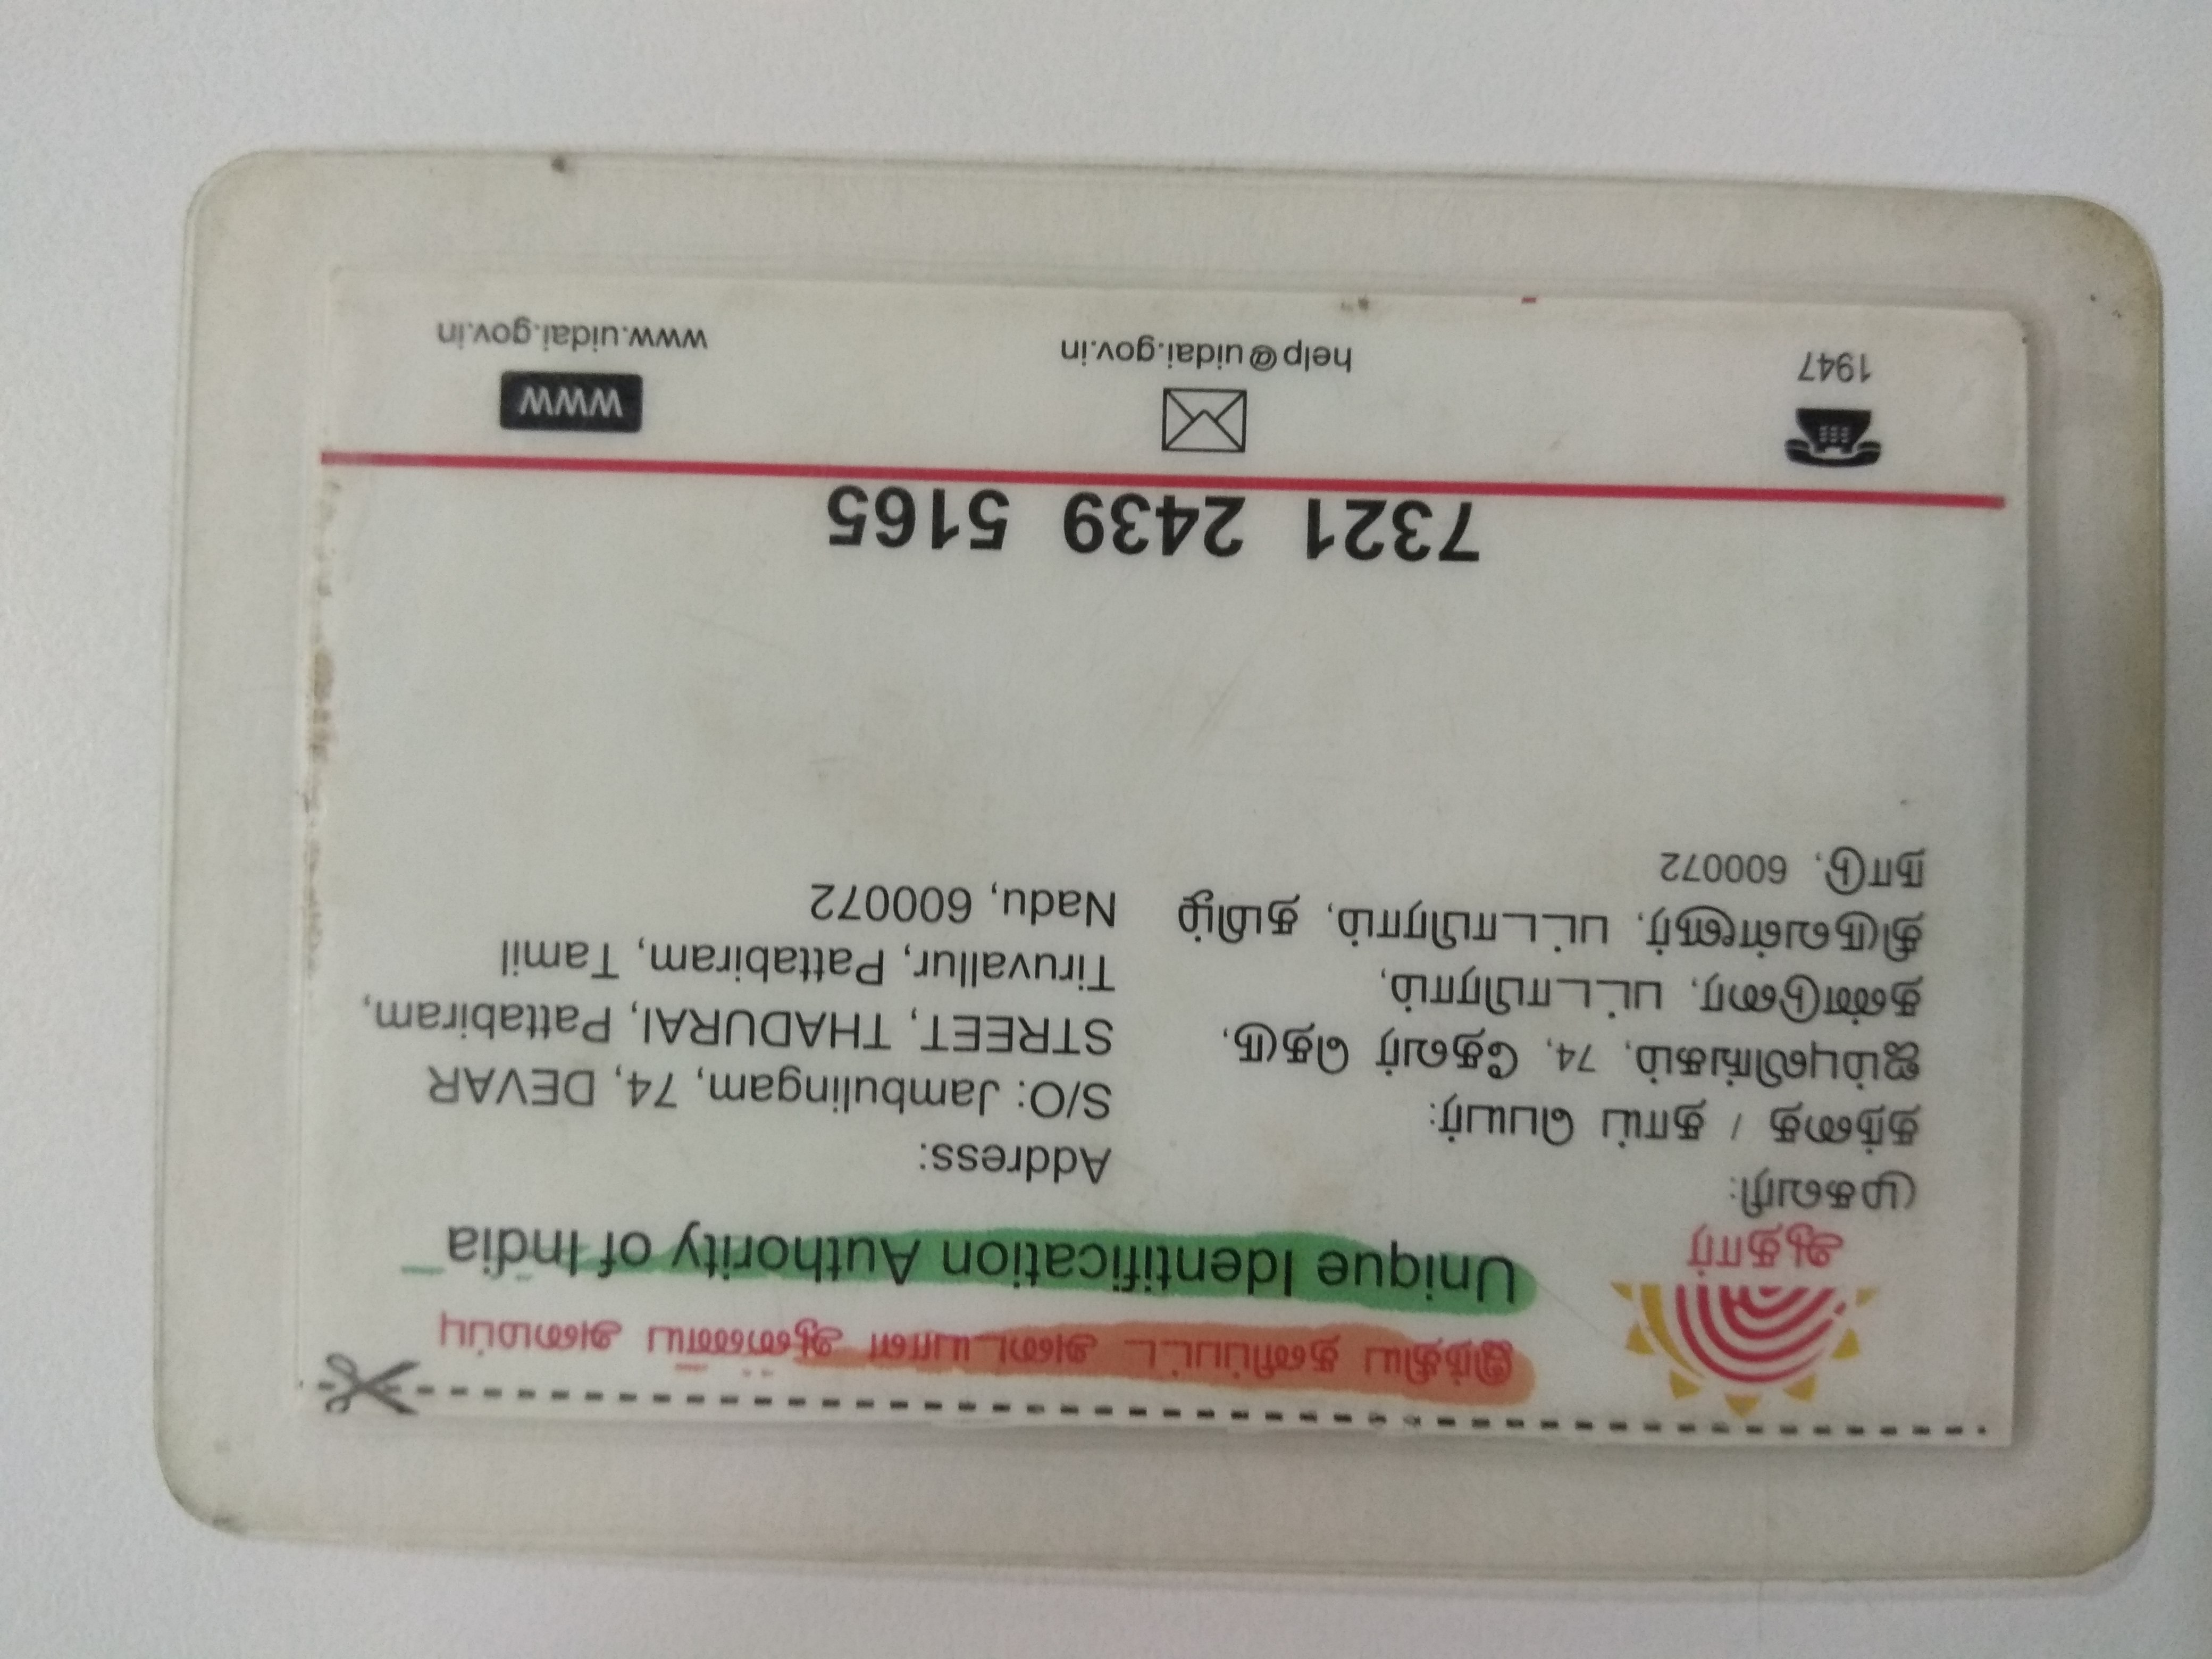 இந்திய தனிப்பட்ட அடையாள ஆணைய அமைப்பு
Unique Identification Authority of India
ஆதார்
முகவரி:
தந்தை / தாய் பெயர்:
ஜம்புலிங்கம், 74, தேவர் தெரு,
தண்டுரை, பட்டாபிராம்,
திருவள்ளூர், பட்டாபிராம், தமிழ்
நாடு, 600072
Address:
S/O: Jambulingam, 74, DEVAR
STREET, THADURAI, Pattabiram,
Tiruvallur, Pattabiram, Tamil
Nadu, 600072
7321 2439 5165
1947
help@uidai.gov.in
WWW
www.uidai.gov.in